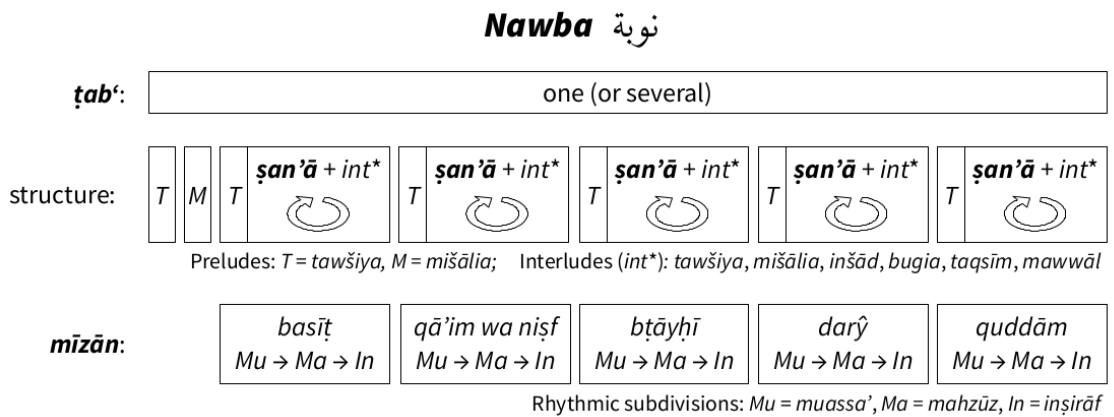 Nawba نوبة
ṭab‘: one (or several)
structure: T M T ṣan’ā + int* T ṣan’ā + int* T ṣan’ā + int* T ṣan’ā + int* T ṣan’ā + int*
Preludes: T = tawšiya, M = mišālia; Interludes (int*): tawšiya, mišālia, inšād, bugia, taqsīm, mawwāl
mīzān:
basīṭ qā’im wa niṣf bṭāyḥī darŷ quddām
Mu → Ma → In Mu → Ma → In Mu → Ma → In Mu → Ma → In Mu → Ma → In
Rhythmic subdivisions: Mu = muassa’, Ma = mahzūz, In = inṣirāf